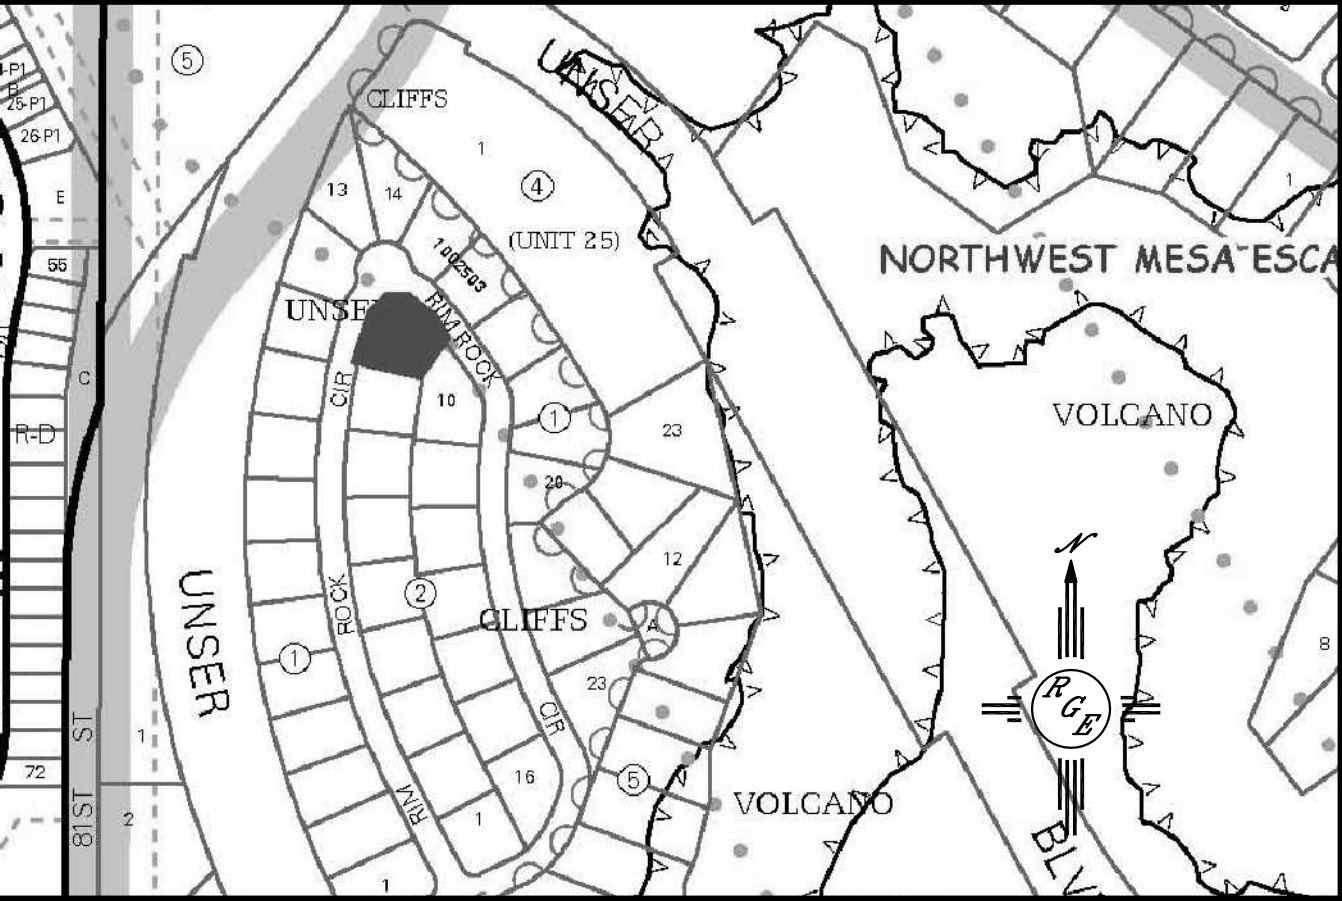 5
CLIFFS
UNSER
25-P1
26-P1
E
55
C
R-D
13
14
1
4
(UNIT 25)
1002503
NORTHWEST MESA ESCA
RIM ROCK
CIR
10
1
23
20
12
VOLCANO
1
N
RGE
8
UNSER
ROCK
2
CLIFFS
A
1
23
CIR
ST
1
72
81ST
2
RIM
16
1
5
VOLCANO
1
BLV